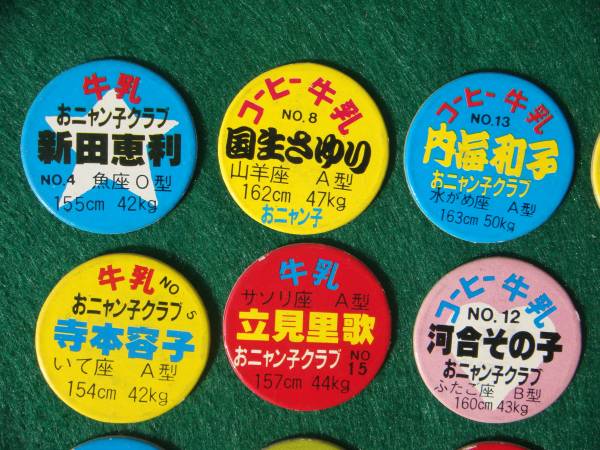 牛乳
おニャン子クラブ
新田恵利
NO.4 魚座O型
155cm 42kg
コーヒー牛乳
NO.8
国生さゆり
山羊座 A型
162cm 47kg
おニャン子
コーヒー牛乳
NO.13
内海和子
おニャン子クラブ
水がめ座 A型
163cm 50kg
牛乳 NO 5
おニャン子クラブ
寺本容子
いて座 A型
154cm 42kg
牛乳
サソリ座 A型
立見里歌
おニャン子クラブ NO 15
157cm 44kg
コーヒー牛乳
NO.12
河合その子
おニャン子クラブ
ふたご座 B型
160cm 43kg